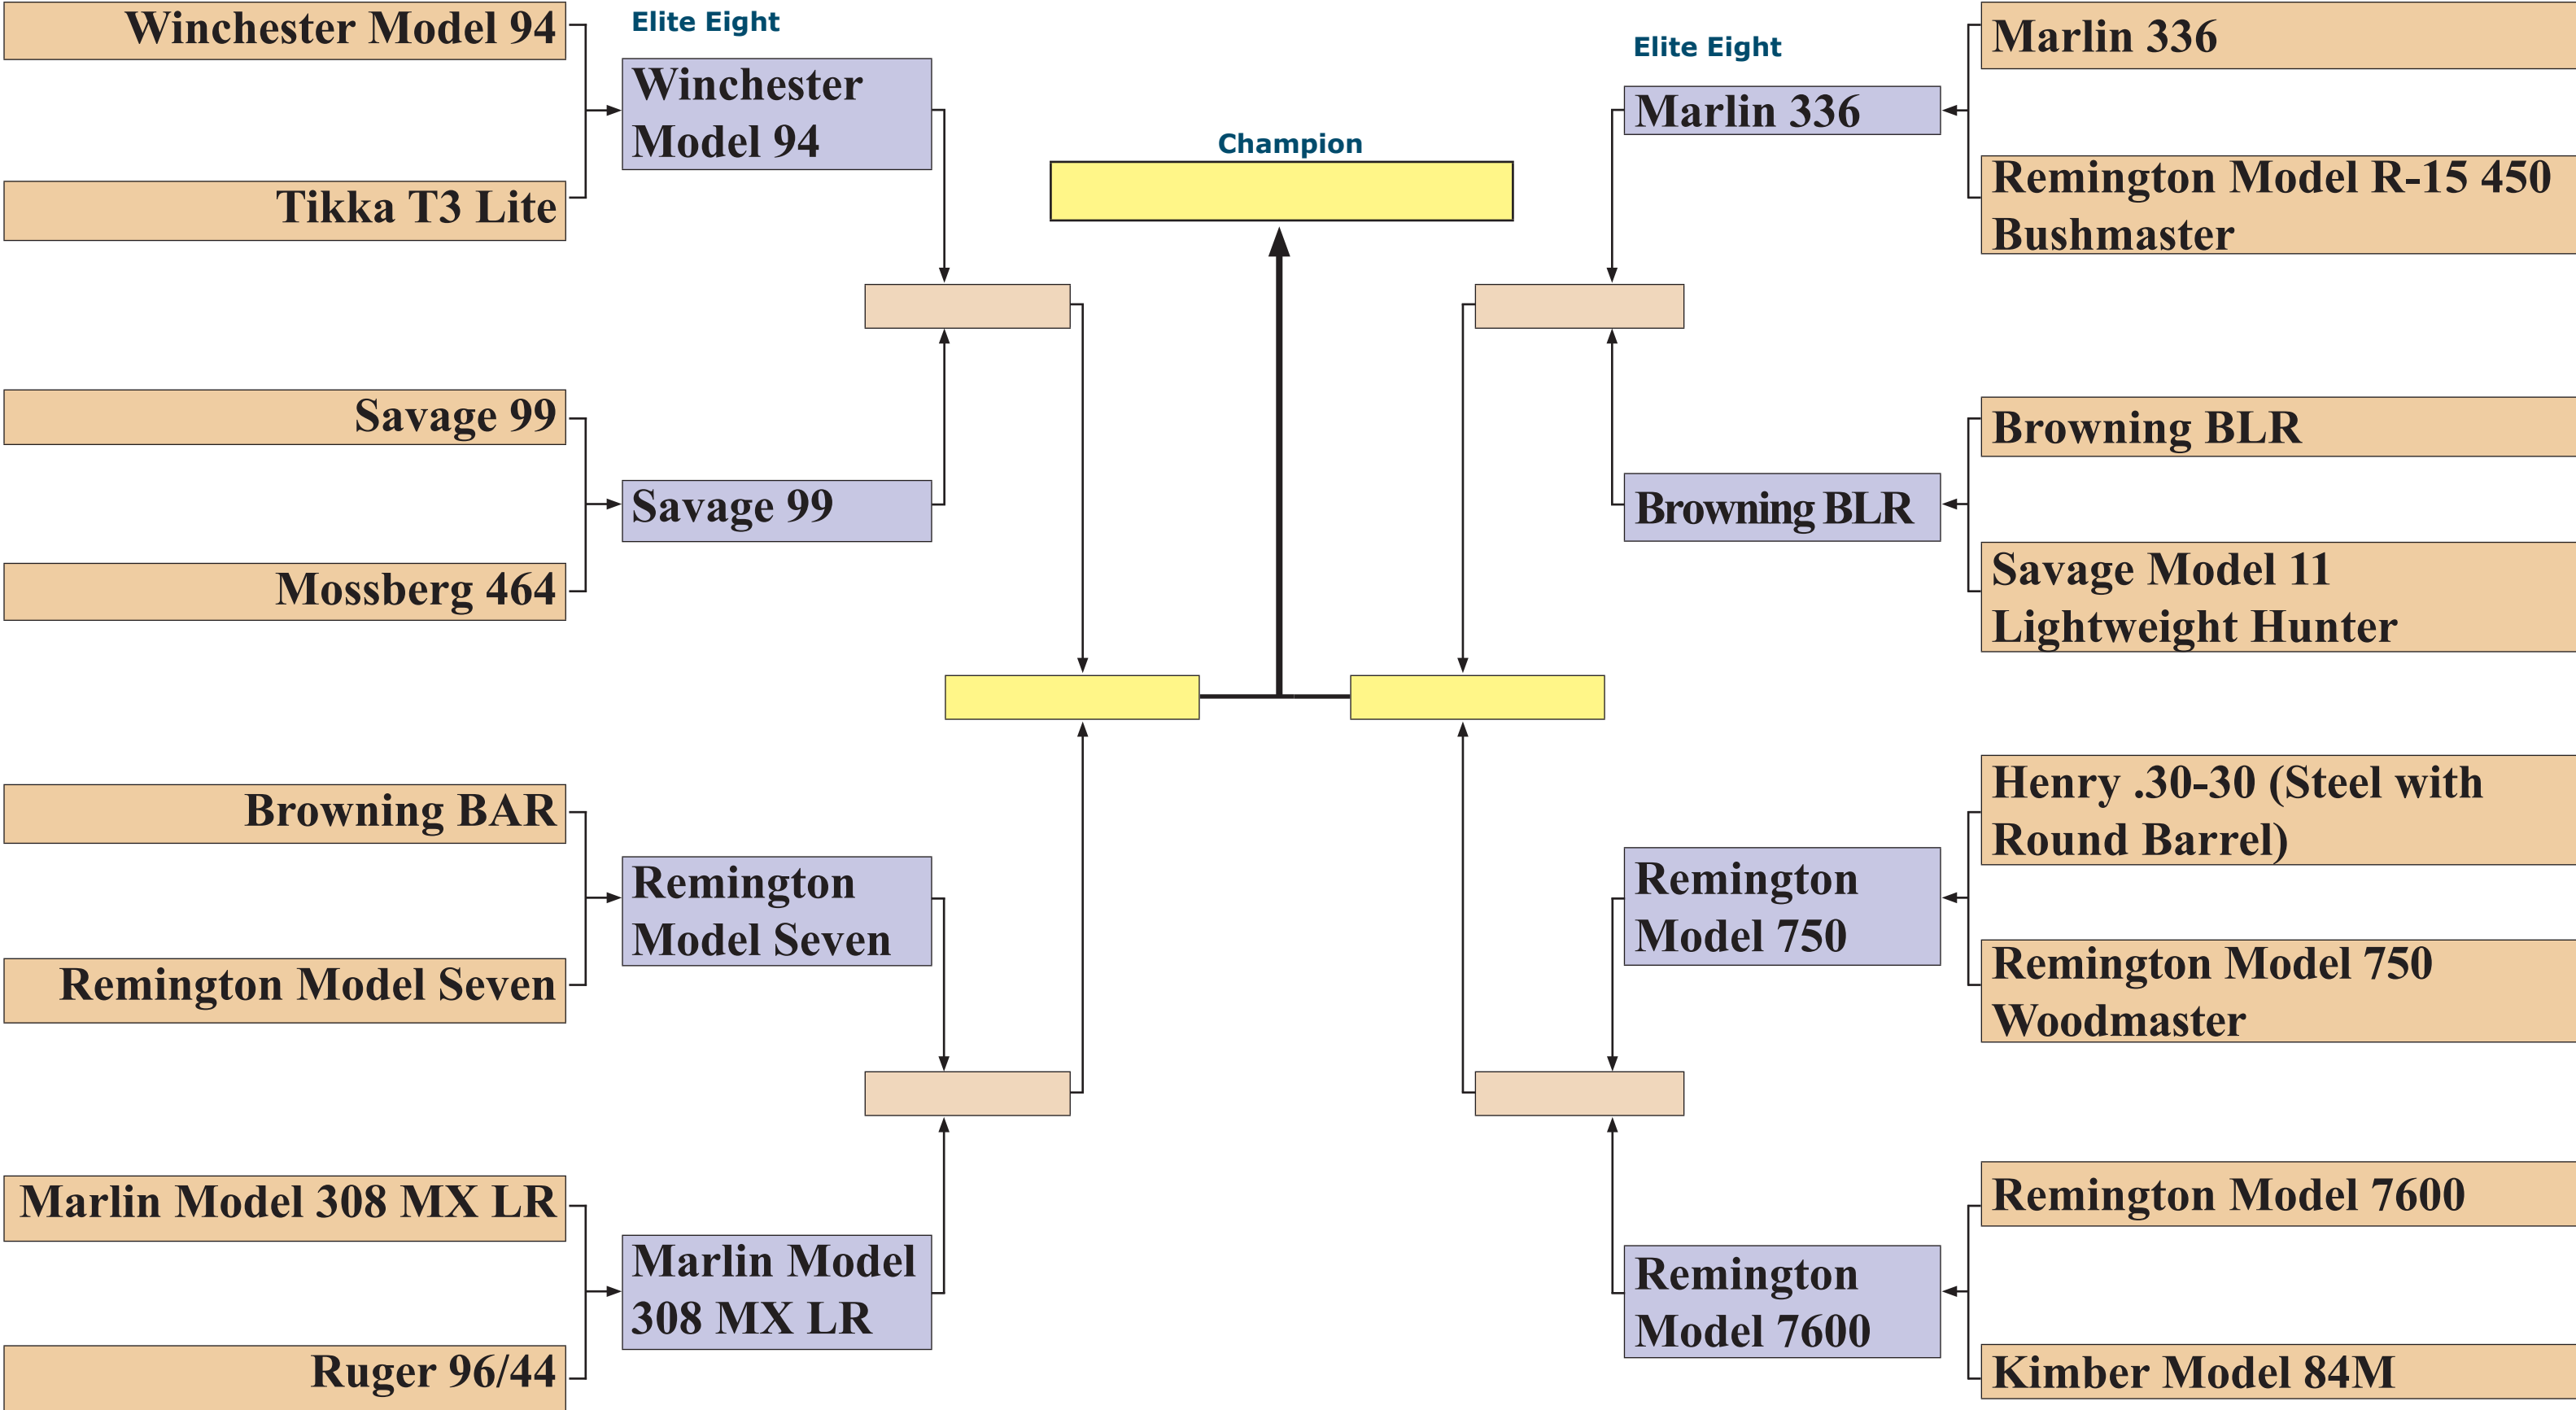 Winchester Model 94
Tikka T3 Lite
Savage 99
Mossberg 464
Browning BAR
Remington Model Seven
Marlin Model 308 MX LR
Ruger 96/44
Elite Eight
Winchester
Model 94
Savage 99
Remington
Model Seven
Marlin Model
308 MX LR
Champion
Elite Eight
Marlin 336
Browning BLR
Remington
Model 750
Remington
Model 7600
Marlin 336
Remington Model R-15 450
Bushmaster
Browning BLR
Savage Model 11
Lightweight Hunter
Henry .30-30 (Steel with
Round Barrel)
Remington Model 750
Woodmaster
Remington Model 7600
Kimber Model 84M